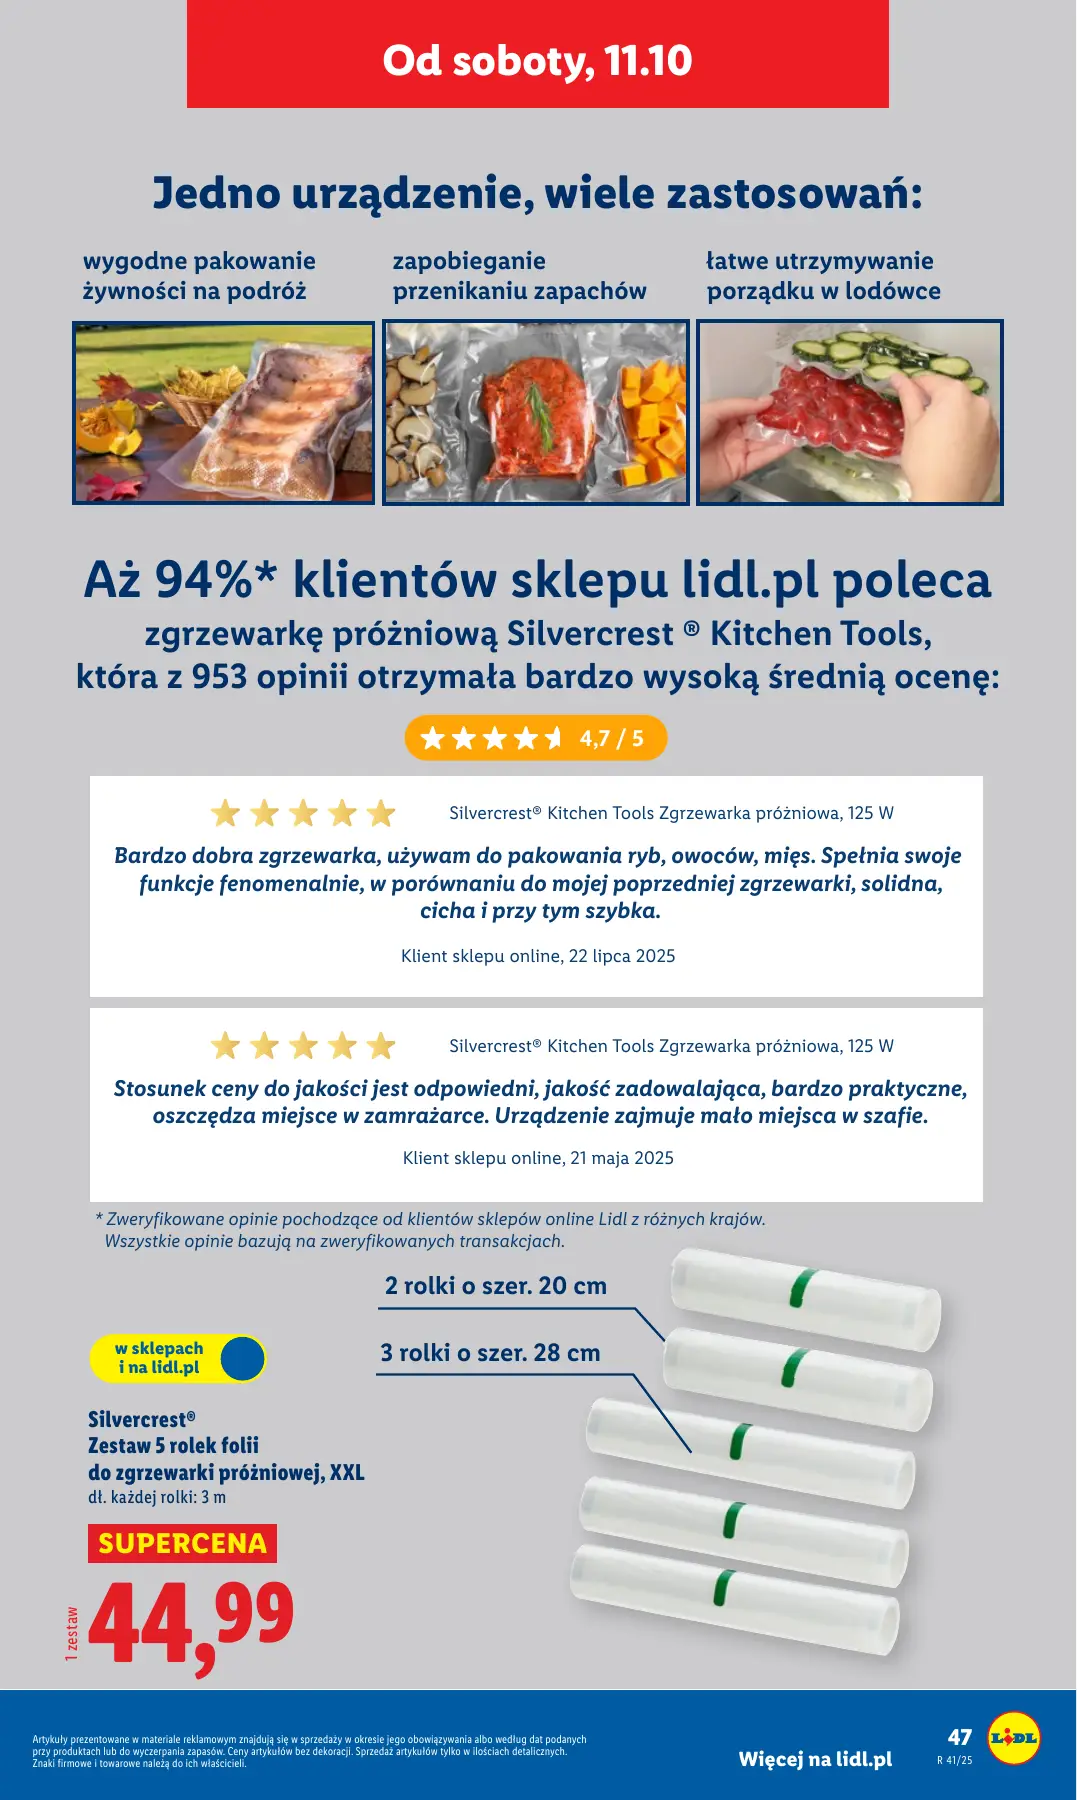 Od soboty, 11.10
Jedno urządzenie, wiele zastosowań:
wygodne pakowanie
żywności na podróż
zapobieganie
przenikaniu zapachów
łatwe utrzymywanie
porządku w lodówce
Aż 94%* klientów sklepu lidl.pl poleca
zgrzewarkę próżniową Silvercrest ® Kitchen Tools,
która z 953 opinii otrzymała bardzo wysoką średnią ocenę:
4,7 / 5
Silvercrest® Kitchen Tools Zgrzewarka próżniowa, 125 W
Bardzo dobra zgrzewarka, używam do pakowania ryb, owoców, mięs. Spełnia swoje
funkcje fenomenalnie, w porównaniu do mojej poprzedniej zgrzewarki, solidna,
cicha i przy tym szybka.
Klient sklepu online, 22 lipca 2025
Silvercrest® Kitchen Tools Zgrzewarka próżniowa, 125 W
Stosunek ceny do jakości jest odpowiedni, jakość zadowalająca, bardzo praktyczne,
oszczędza miejsce w zamrażarce. Urządzenie zajmuje mało miejsca w szafie.
Klient sklepu online, 21 maja 2025
* Zweryfikowane opinie pochodzące od klientów sklepów online Lidl z różnych krajów.
Wszystkie opinie bazują na zweryfikowanych transakcjach.
2 rolki o szer. 20 cm
3 rolki o szer. 28 cm
w sklepach
i na lidl.pl
Silvercrest®
Zestaw 5 rolek folii
do zgrzewarki próżniowej, XXL
dł. każdej rolki: 3 m
SUPERCENA
1 zestaw
44,99
Artykuły prezentowane w materiale reklamowym znajdują się w sprzedaży w okresie jego obowiązywania albo według dat podanych
przy produktach lub do wyczerpania zapasów. Ceny artykułów bez dekoracji. Sprzedaż artykułów tylko w ilościach detalicznych.
Znaki firmowe i towarowe należą do ich właścicieli.
Więcej na lidl.pl
47
R 41/25
LIDL